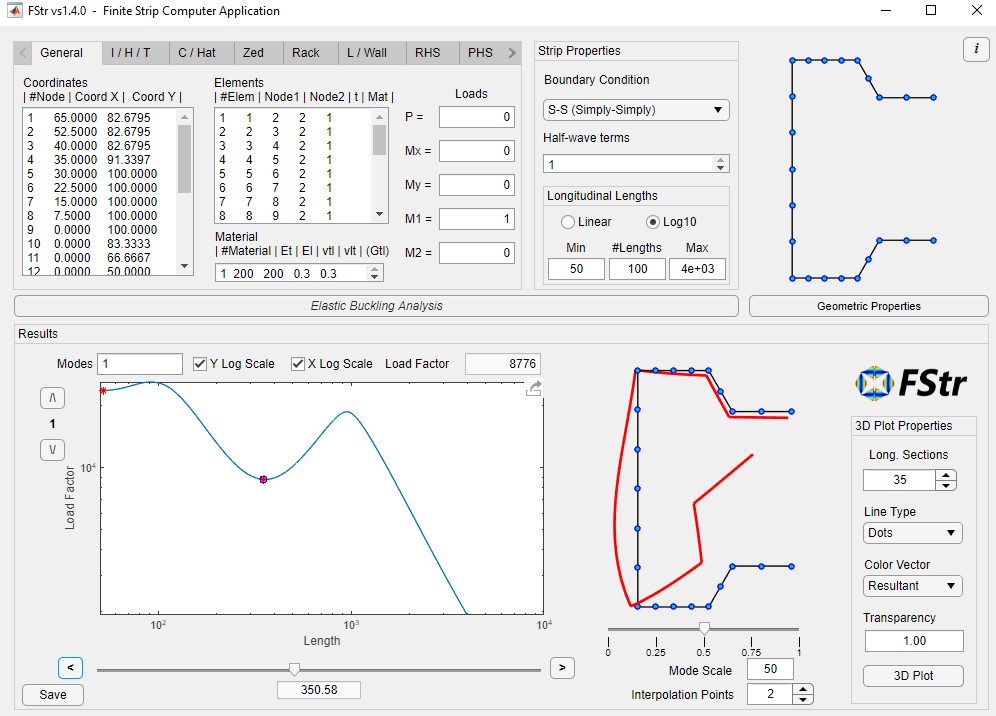 FStr vs1.4.0 - Finite Strip Computer Application
General
I / H / T
C / Hat
Zed
Rack
L / Wall
RHS
PHS
Coordinates
| #Node | Coord X | Coord Y |
1 65.0000 82.6795
2 52.5000 82.6795
3 40.0000 82.6795
4 35.0000 91.3397
5 30.0000 100.0000
6 22.5000 100.0000
7 15.0000 100.0000
8 7.5000 100.0000
9 0.0000 100.0000
10 0.0000 83.3333
11 0.0000 66.6667
12 0.0000 50.0000
Elements
| #Elem | Node1 | Node2 | t | Mat |
1 1 2 2 1
2 2 3 2 1
3 3 4 2 1
4 4 5 2 1
5 5 6 2 1
6 6 7 2 1
7 7 8 2 1
8 8 9 2 1
Material
| #Material | Et | El | vtl | vlt | (Gtl)
1 200 200 0.3 0.3
Loads
P = 0
Mx = 0
My = 0
M1 = 1
M2 = 0
Strip Properties
Boundary Condition
S-S (Simply-Simply)
Half-wave terms
1
Longitudinal Lengths
Linear
Log10
Min #Lengths Max
50 100 4e+03
i
Elastic Buckling Analysis
Geometric Properties
Results
Modes 1
Y Log Scale
X Log Scale
Load Factor 8776
/\
1
\/
Load Factor
10⁴
10² 10³ 10⁴
Length
<
>
350.58
Save
0 0.25 0.5 0.75 1
Mode Scale 50
Interpolation Points 2
FStr
3D Plot Properties
Long. Sections
35
Line Type
Dots
Color Vector
Resultant
Transparency
1.00
3D Plot